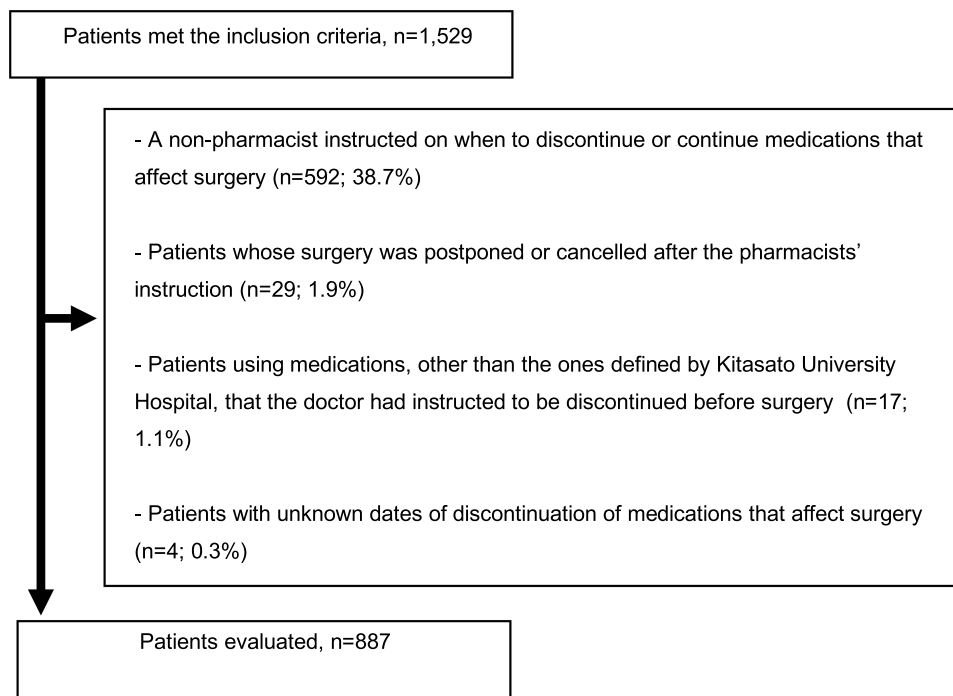 Patients met the inclusion criteria, n=1,529
- A non-pharmacist instructed on when to discontinue or continue medications that
affect surgery (n=592; 38.7%)
- Patients whose surgery was postponed or cancelled after the pharmacists’
instruction (n=29; 1.9%)
- Patients using medications, other than the ones defined by Kitasato University
Hospital, that the doctor had instructed to be discontinued before surgery  (n=17;
1.1%)
- Patients with unknown dates of discontinuation of medications that affect surgery
(n=4; 0.3%)
Patients evaluated, n=887